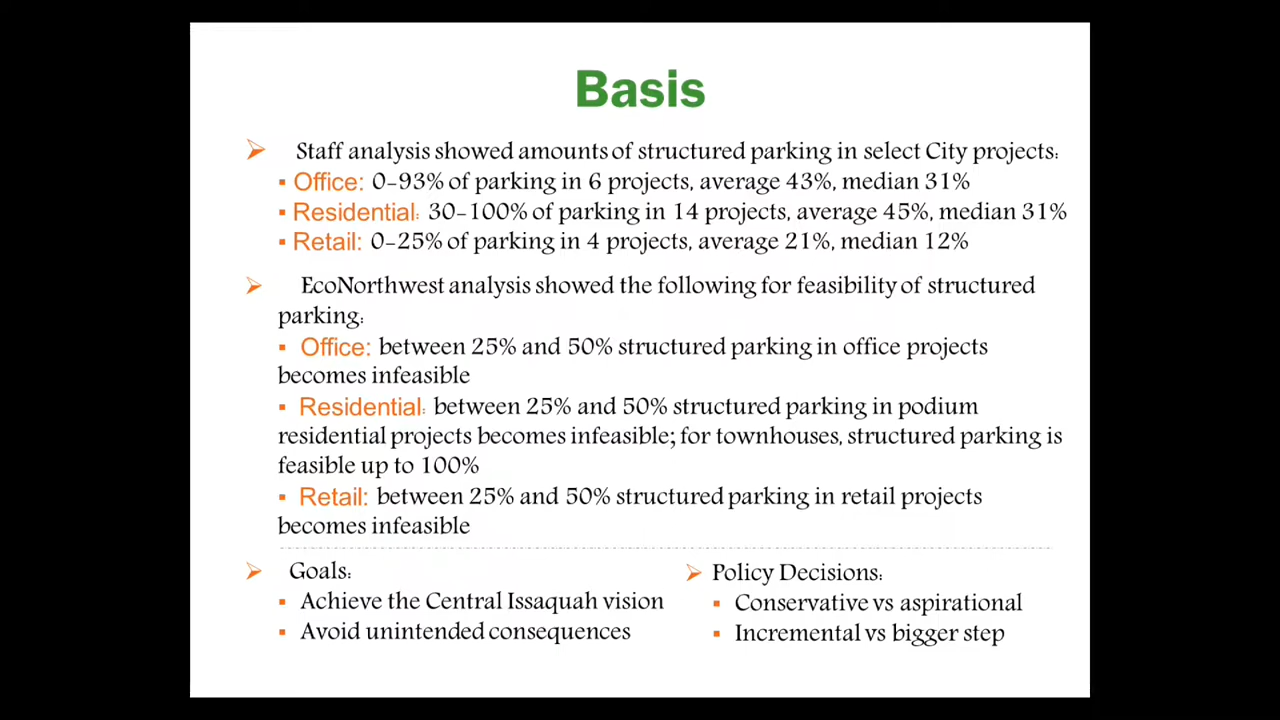 Basis
➢ Staff analysis showed amounts of structured parking in select City projects:
▪ Office: 0-93% of parking in 6 projects, average 43%, median 31%
▪ Residential: 30-100% of parking in 14 projects, average 45%, median 31%
▪ Retail: 0-25% of parking in 4 projects, average 21%, median 12%
➢ EcoNorthwest analysis showed the following for feasibility of structured
parking:
▪ Office: between 25% and 50% structured parking in office projects
becomes infeasible
▪ Residential: between 25% and 50% structured parking in podium
residential projects becomes infeasible; for townhouses, structured parking is
feasible up to 100%
▪ Retail: between 25% and 50% structured parking in retail projects
becomes infeasible
➢ Goals:
▪ Achieve the Central Issaquah vision
▪ Avoid unintended consequences
➢ Policy Decisions:
▪ Conservative vs aspirational
▪ Incremental vs bigger step